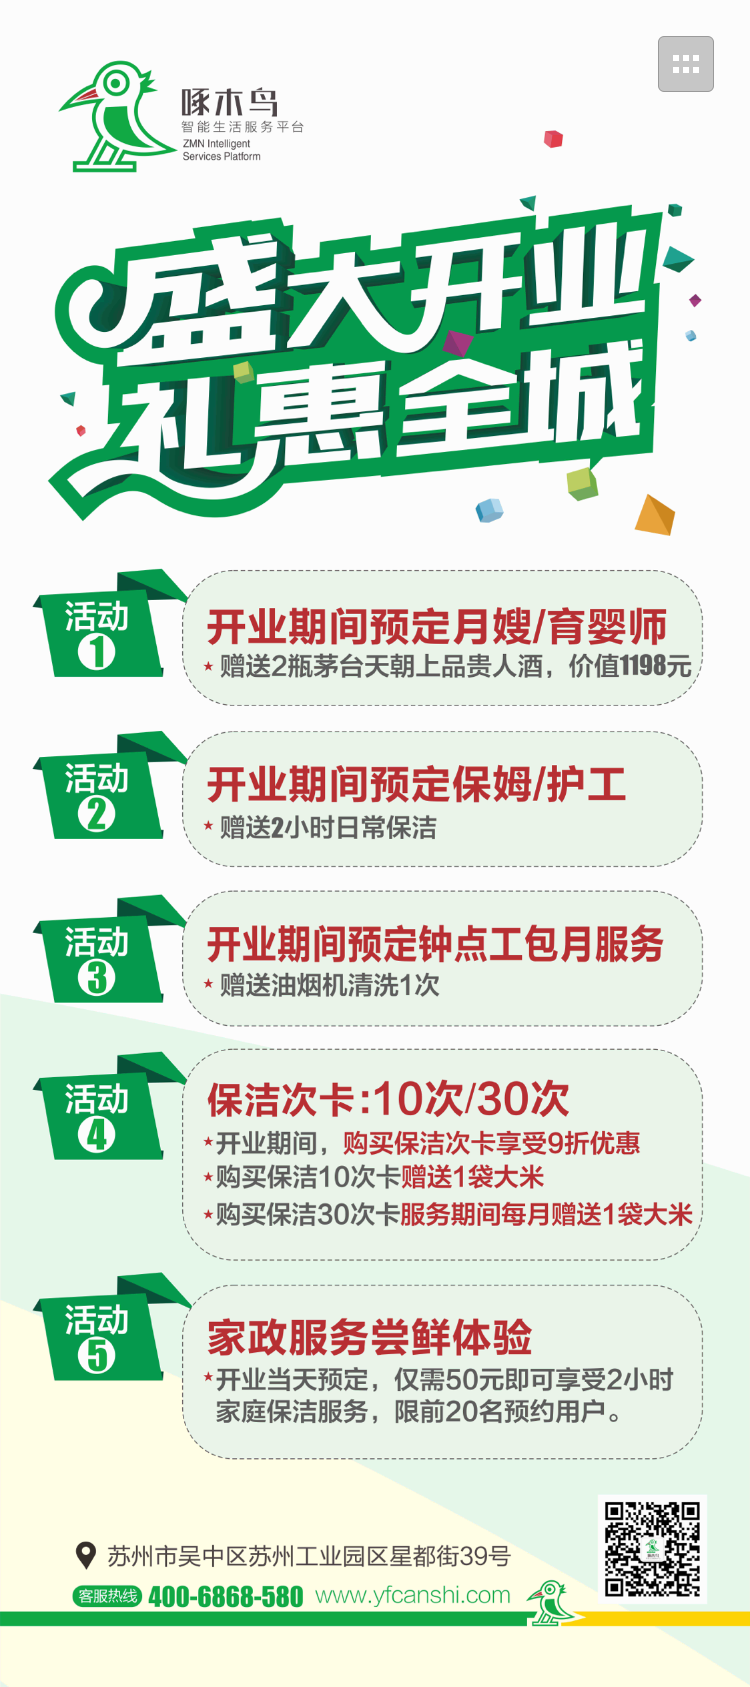 啄木鸟
智能生活服务平台
ZMN Intelligent
Services Platform
盛大开业
礼惠全城
活动
1
开业期间预定月嫂/育婴师
★赠送2瓶茅台天朝上品贵人酒，价值1198元
活动
2
开业期间预定保姆/护工
★赠送2小时日常保洁
活动
3
开业期间预定钟点工包月服务
★赠送油烟机清洗1次
活动
4
保洁次卡:10次/30次
★开业期间，购买保洁次卡享受9折优惠
★购买保洁10次卡赠送1袋大米
★购买保洁30次卡服务期间每月赠送1袋大米
活动
5
家政服务尝鲜体验
★开业当天预定，仅需50元即可享受2小时
家庭保洁服务，限前20名预约用户。
苏州市吴中区苏州工业园区星都街39号
客服热线 400-6868-580 www.yfcanshi.com